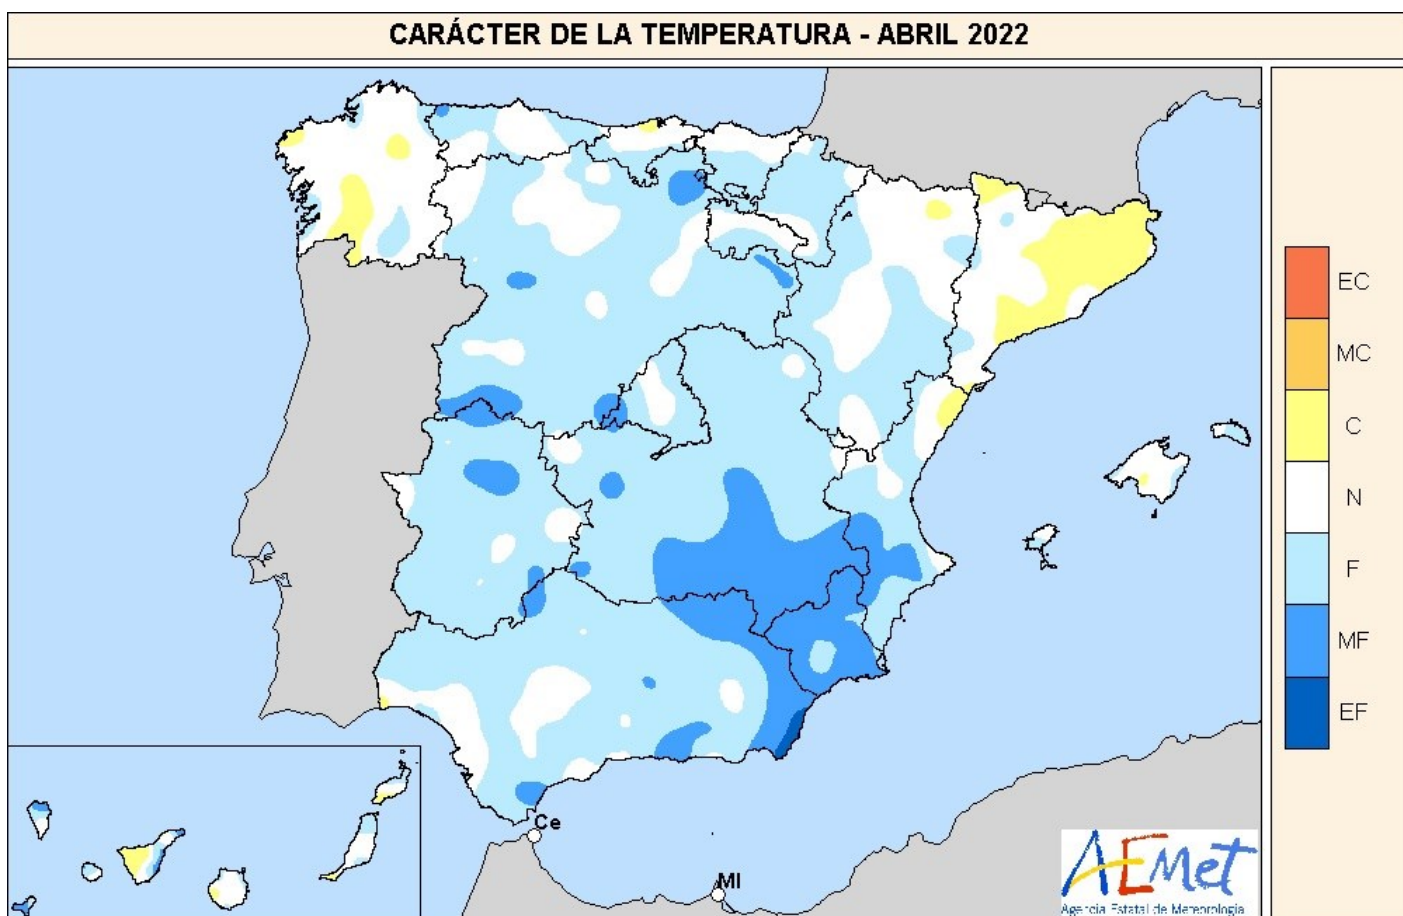 CARÁCTER DE LA TEMPERATURA - ABRIL 2022
EC
MC
C
N
F
MF
EF
Ce
Ml
AEMet
Agencia Estatal de Meteorología